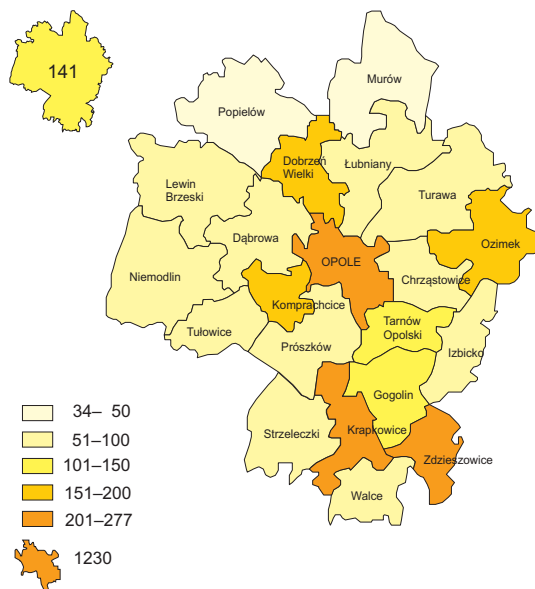 141
Murów
Popielów
Dobrzeń
Wielki
Łubniany
Lewin
Brzeski
Turawa
Dąbrowa
Ozimek
OPOLE
Niemodlin
Chrząstowice
Komprachcice
Tarnów
Opolski
Tułowice
Prószków
Izbicko
Gogolin
Strzeleczki
Krapkowice
Zdzieszowice
Walce
34– 50
51–100
101–150
151–200
201–277
1230